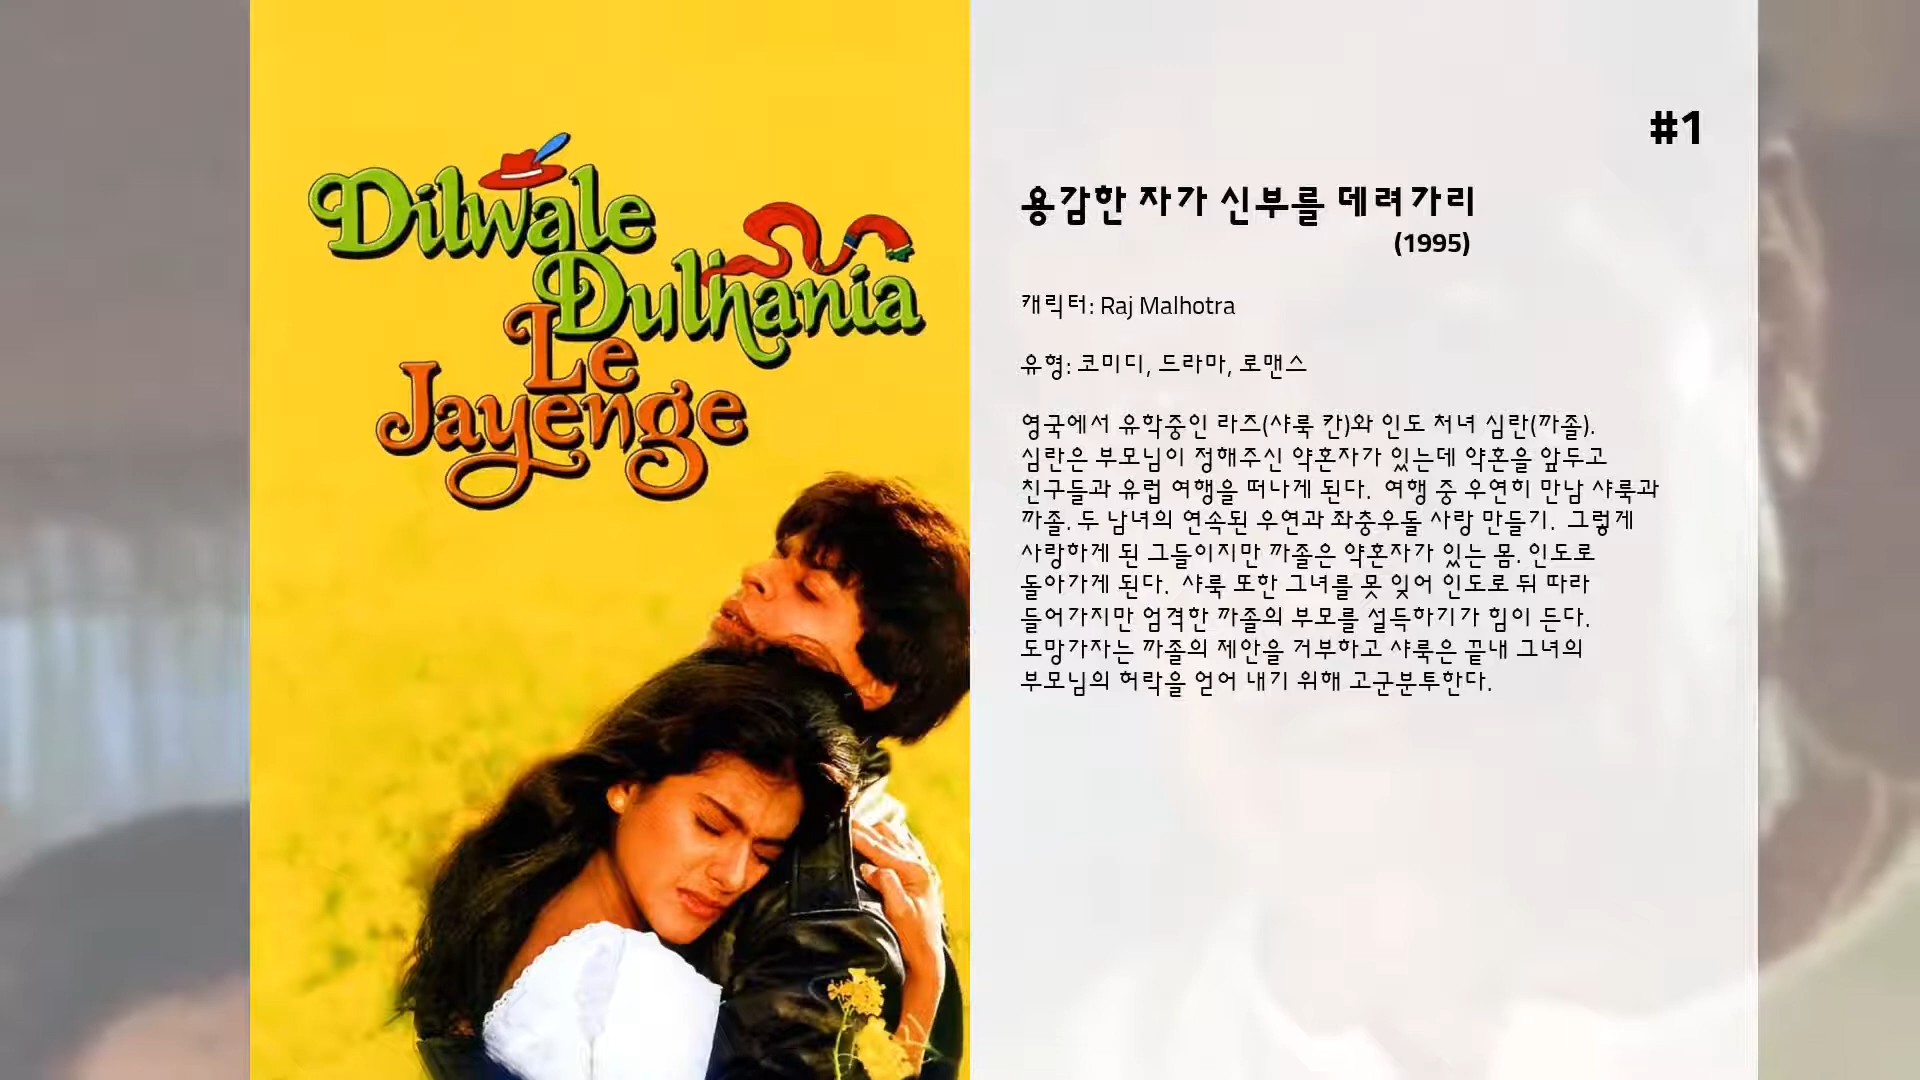 Dilwale
Dulhania
Le
Jayenge
#1
용감한 자가 신부를 데려가리
(1995)
캐릭터: Raj Malhotra
유형: 코미디, 드라마, 로맨스
영국에서 유학중인 라즈(샤룩 칸)와 인도 처녀 심란(까졸).
심란은 부모님이 정해주신 약혼자가 있는데 약혼을 앞두고
친구들과 유럽 여행을 떠나게 된다. 여행 중 우연히 만남 샤룩과
까졸. 두 남녀의 연속된 우연과 좌충우돌 사랑 만들기. 그렇게
사랑하게 된 그들이지만 까졸은 약혼자가 있는 몸. 인도로
돌아가게 된다. 샤룩 또한 그녀를 못 잊어 인도로 뒤 따라
들어가지만 엄격한 까졸의 부모를 설득하기가 힘이 든다.
도망가자는 까졸의 제안을 거부하고 샤룩은 끝내 그녀의
부모님의 허락을 얻어 내기 위해 고군분투한다.